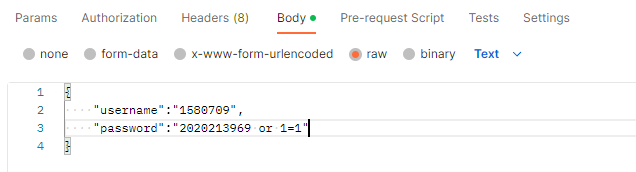 Params Authorization Headers (8) Body Pre-request Script Tests Settings
none form-data x-www-form-urlencoded raw binary Text
1 {
2 "username":"1580709",
3 "password":"2020213969 or 1=1"
4 }